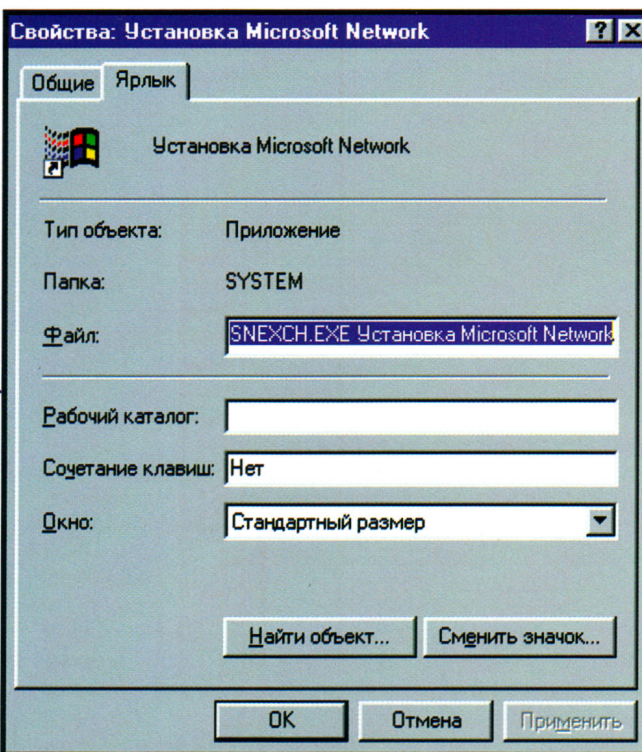 Свойства: Установка Microsoft Network
Общие Ярлык
Установка Microsoft Network
Тип объекта: Приложение
Папка: SYSTEM
Файл: SNEXCH.EXE Установка Microsoft Network
Рабочий каталог:
Сочетание клавиш: Нет
Окно: Стандартный размер
Найти объект... Сменить значок...
OK Отмена Применить